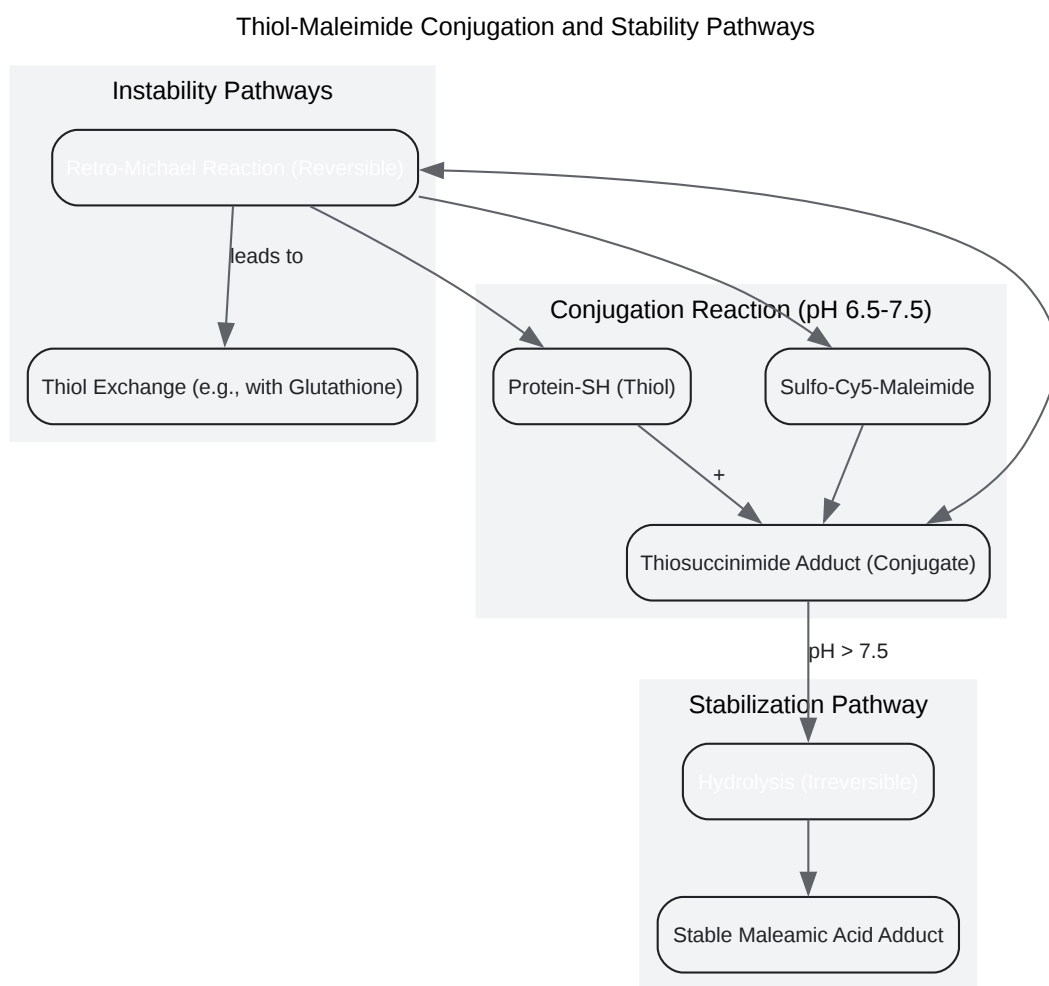 Thiol-Maleimide Conjugation and Stability Pathways
Instability Pathways
Retro-Michael Reaction (Reversible)
leads to
Thiol Exchange (e.g., with Glutathione)
Conjugation Reaction (pH 6.5-7.5)
Protein-SH (Thiol)
Sulfo-Cy5-Maleimide
+
Thiosuccinimide Adduct (Conjugate)
pH > 7.5
Stabilization Pathway
Hydrolysis (Irreversible)
Stable Maleamic Acid Adduct